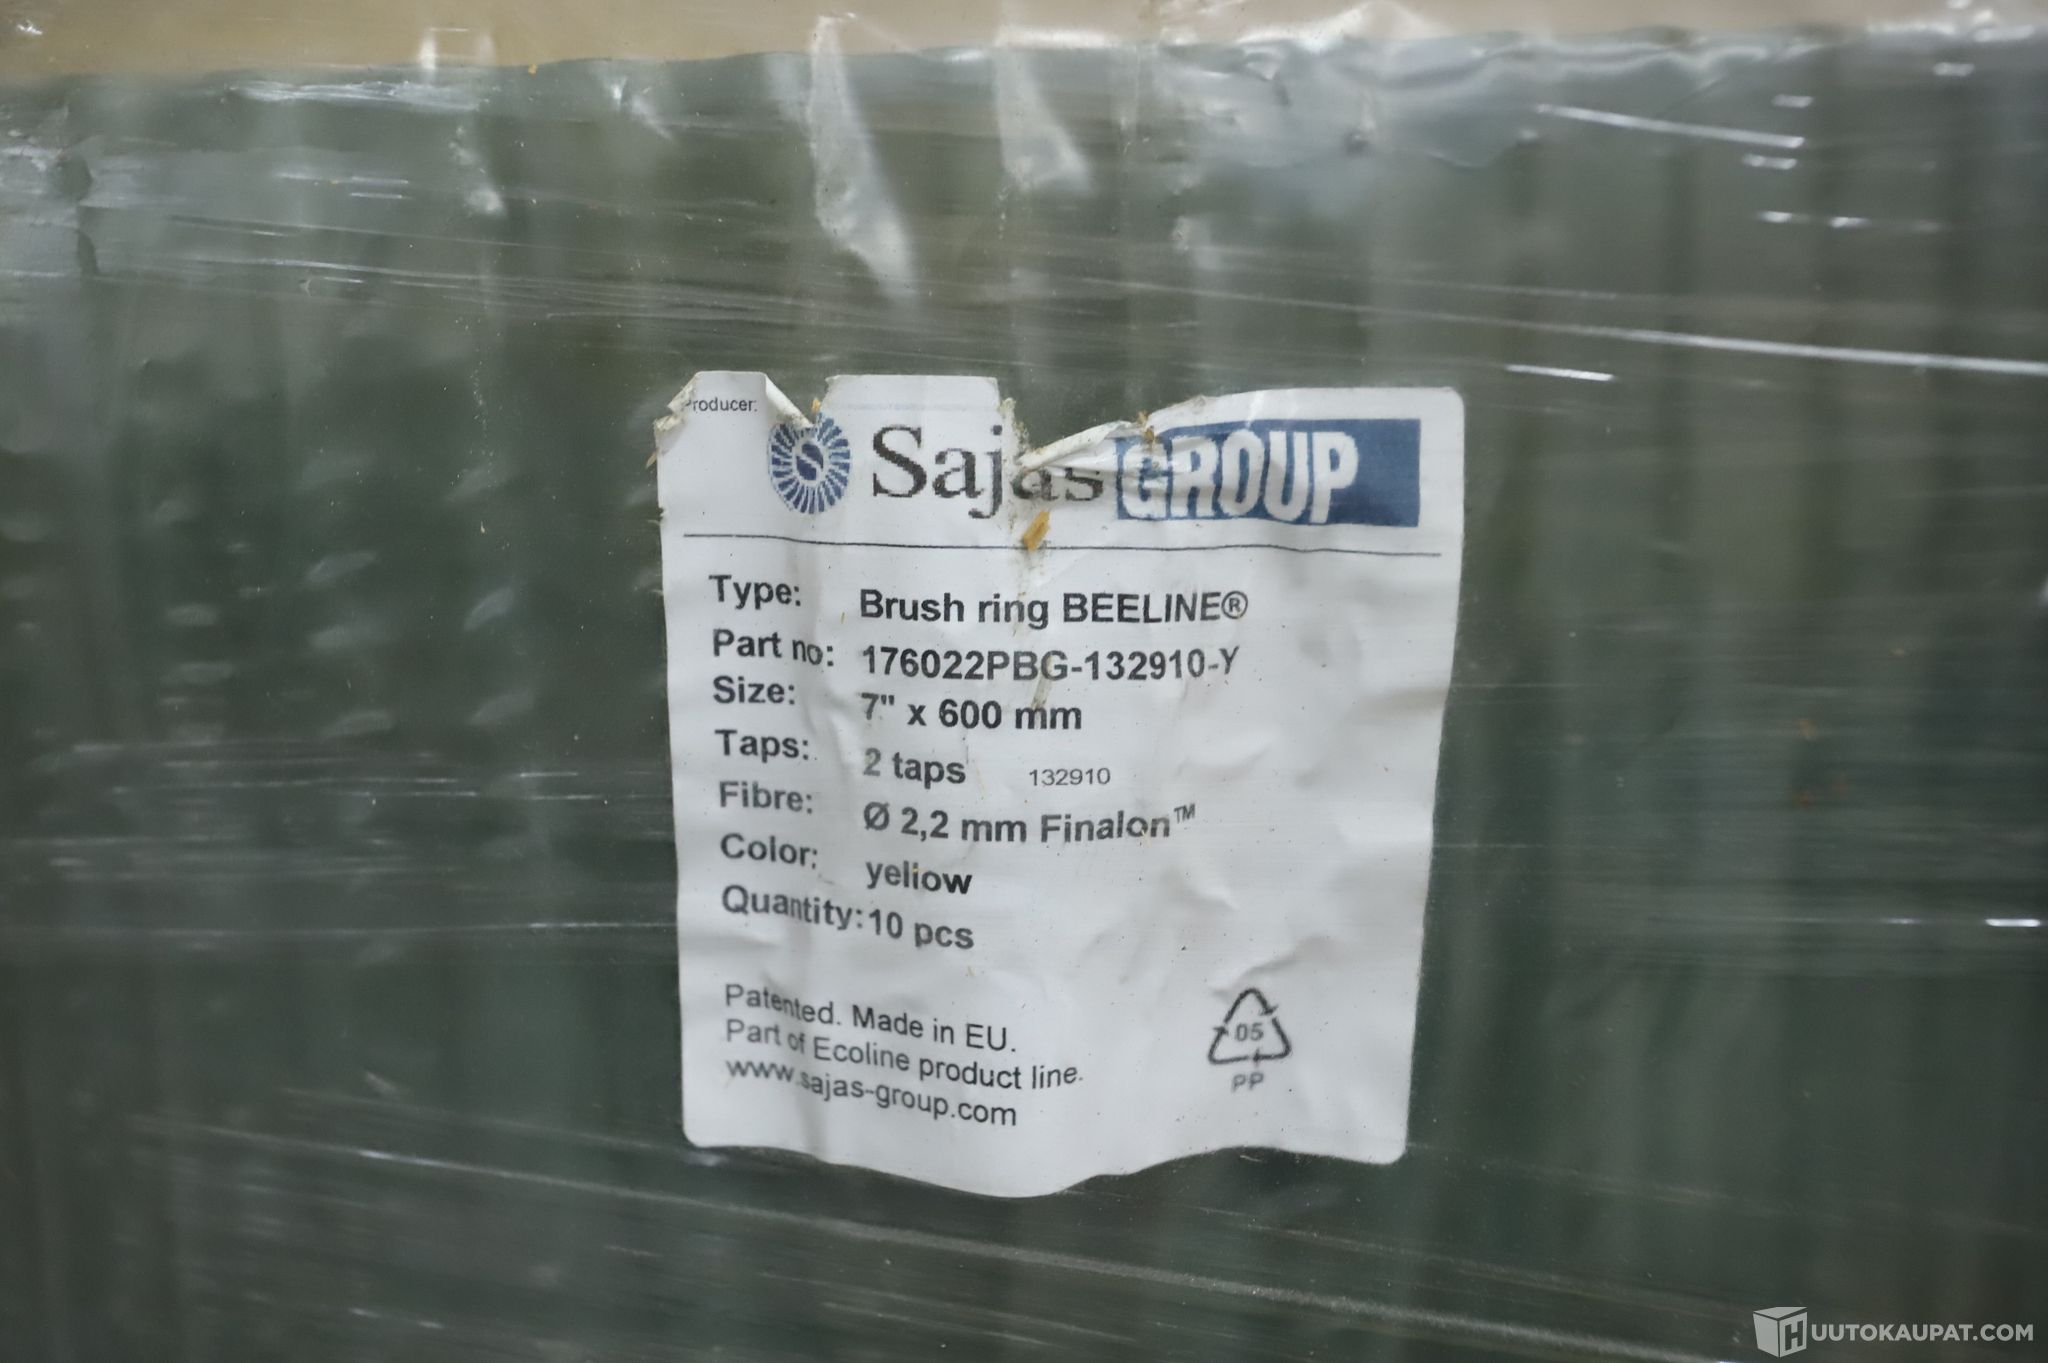 Producer:
Sajas GROUP
Type: Brush ring BEELINE®
Part no: 176022PBG-132910-Y
Size: 7" x 600 mm
Taps: 2 taps 132910
Fibre: Ø 2,2 mm Finalon™
Color: yellow
Quantity: 10 pcs
Patented. Made in EU.
Part of Ecoline product line.
www.sajas-group.com
05
PP
HUUTOKAUPAT.COM